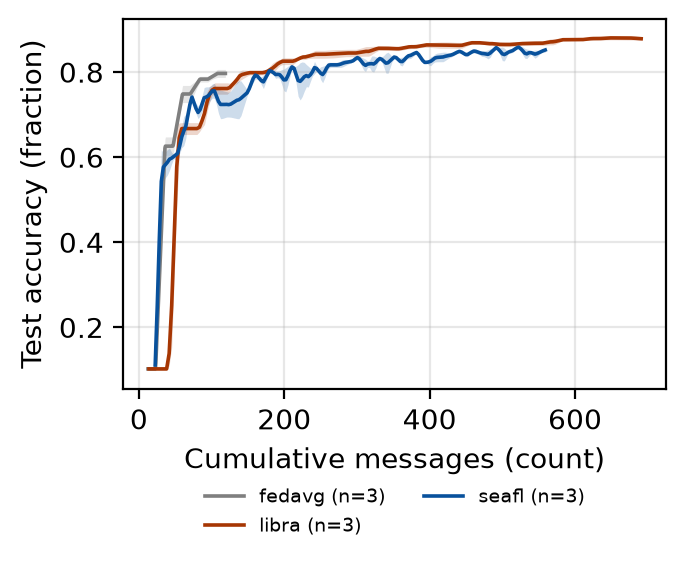 Test accuracy (fraction)
0.8
0.6
0.4
0.2
0 200 400 600
Cumulative messages (count)
fedavg (n=3) seafl (n=3)
libra (n=3)